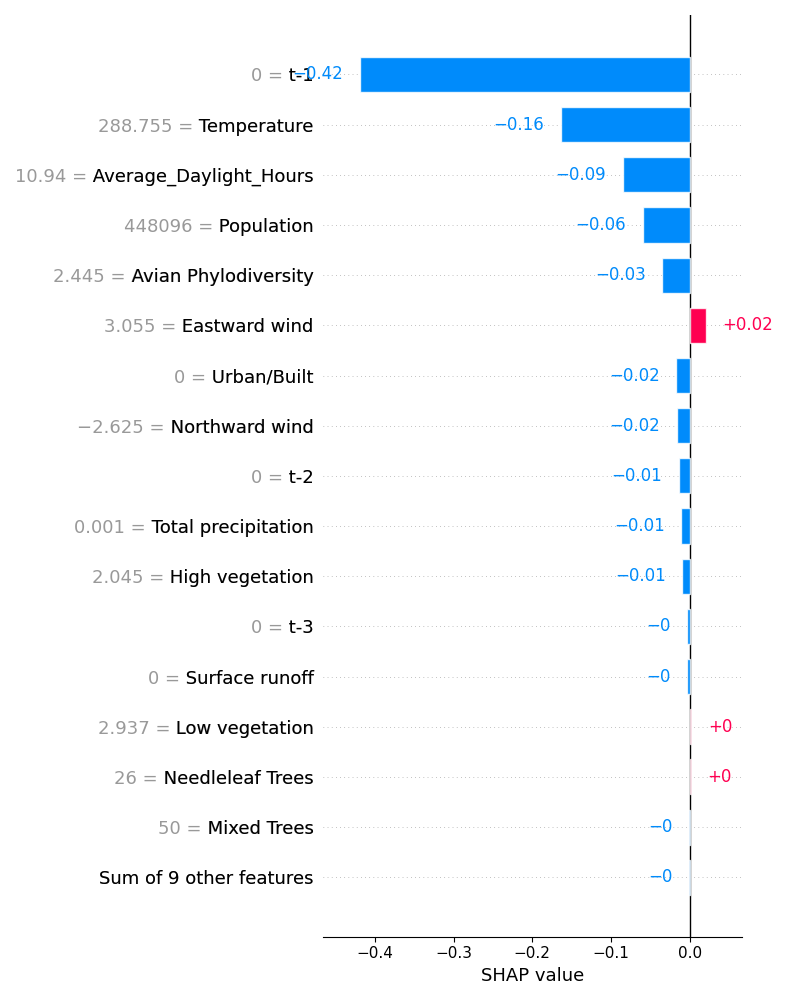 0 = t-1 −0.42
288.755 = Temperature −0.16
10.94 = Average_Daylight_Hours −0.09
448096 = Population −0.06
2.445 = Avian Phylodiversity −0.03
3.055 = Eastward wind +0.02
0 = Urban/Built −0.02
−2.625 = Northward wind −0.02
0 = t-2 −0.01
0.001 = Total precipitation −0.01
2.045 = High vegetation −0.01
0 = t-3 −0
0 = Surface runoff −0
2.937 = Low vegetation +0
26 = Needleleaf Trees +0
50 = Mixed Trees −0
Sum of 9 other features −0
−0.4 −0.3 −0.2 −0.1 0.0
SHAP value